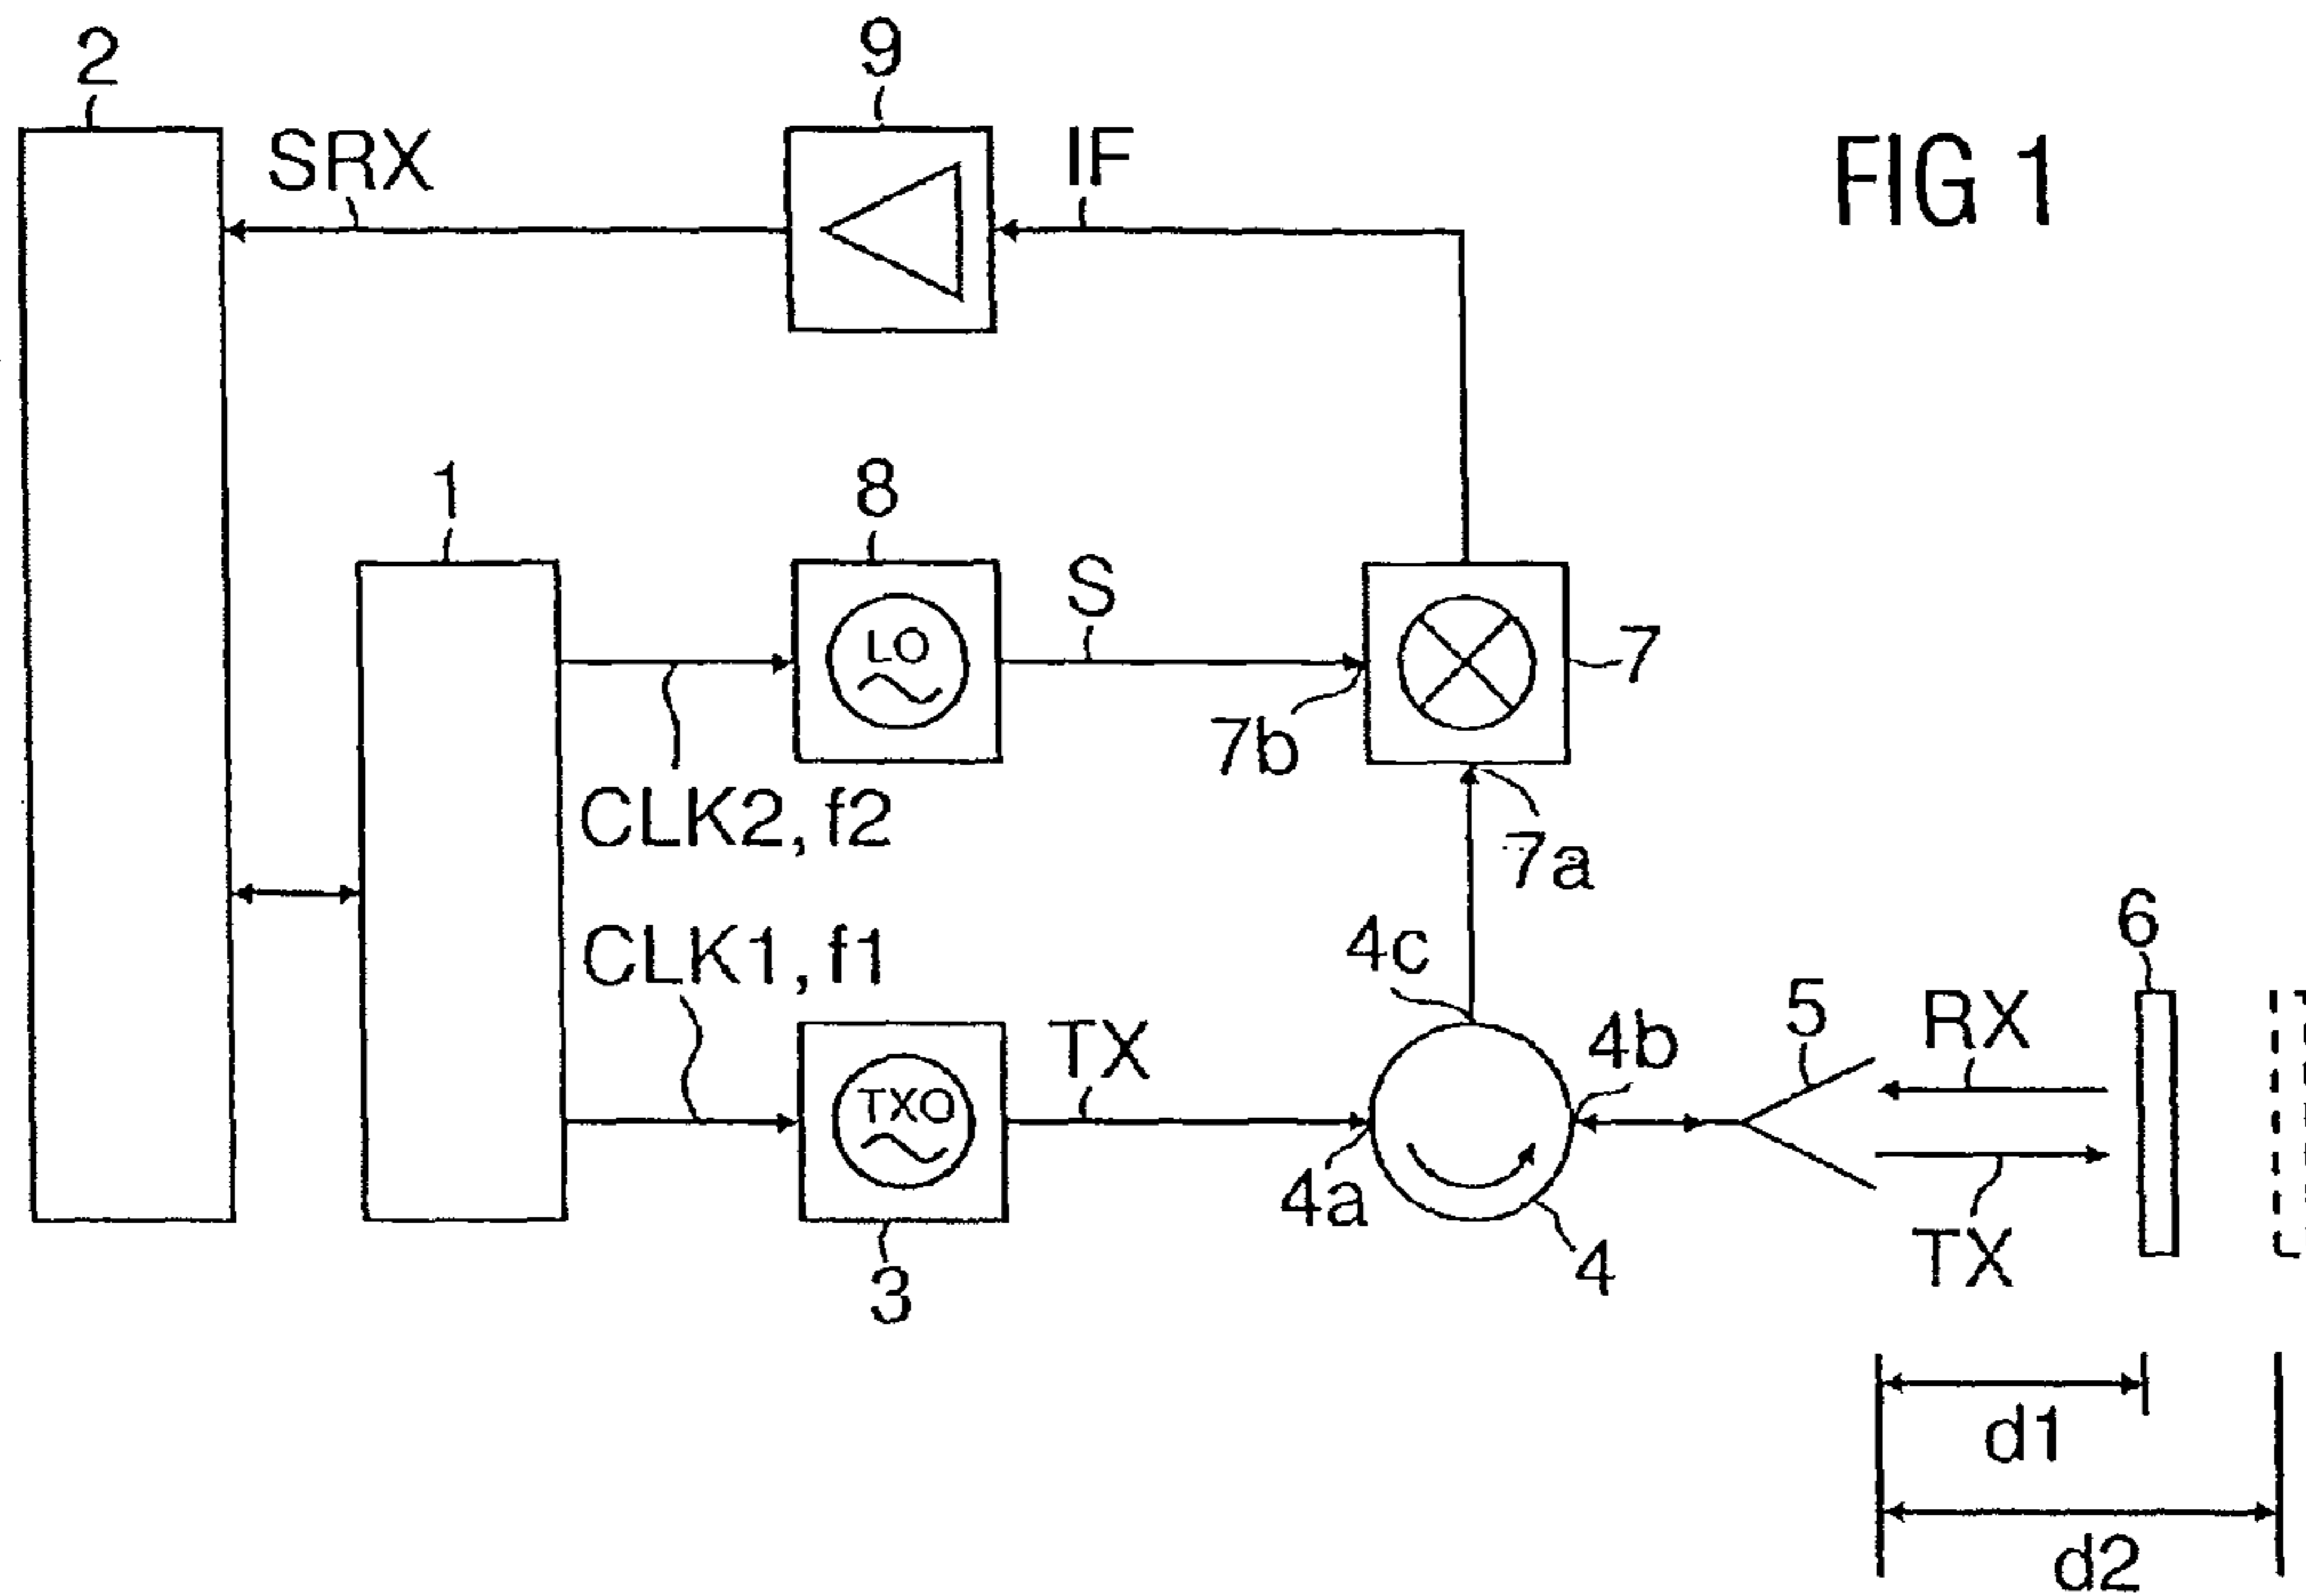 2
9
SRX
IF
FIG 1
1
8
S
LO
7
7b
CLK2, f2
7a
CLK1, f1
4c
6
5
RX
4b
TX
TXO
4a
TX
4
3
d1
d2